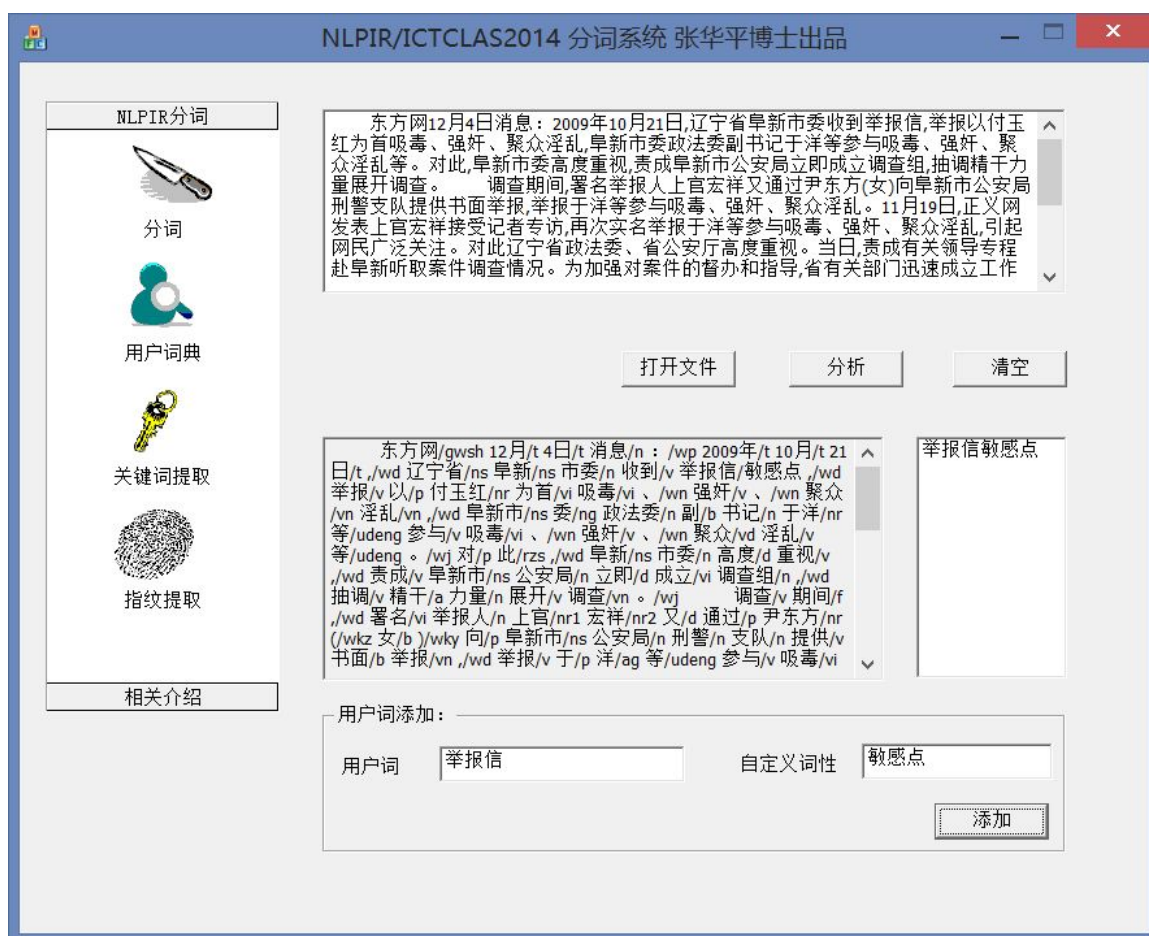 NLPIR/ICTCLAS2014 分词系统 张华平博士出品
NLPIR分词
分词
用户词典
关键词提取
指纹提取
相关介绍
东方网12月4日消息：2009年10月21日,辽宁省阜新市委收到举报信,举报以付玉
红为首吸毒、强奸、聚众淫乱,阜新市委政法委副书记于洋等参与吸毒、强奸、聚
众淫乱等。对此,阜新市委高度重视,责成阜新市公安局立即成立调查组,抽调精干力
量展开调查。 调查期间,署名举报人上官宏祥又通过尹东方(女)向阜新市公安局
刑警支队提供书面举报,举报于洋等参与吸毒、强奸、聚众淫乱。11月19日,正义网
发表上官宏祥接受记者专访,再次实名举报于洋等参与吸毒、强奸、聚众淫乱,引起
网民广泛关注。对此辽宁省政法委、省公安厅高度重视。当日,责成有关领导专程
赴阜新听取案件调查情况。为加强对案件的督办和指导,省有关部门迅速成立工作
打开文件
分析
清空
东方网/gwsh 12月/t 4日/t 消息/n ：/wp 2009年/t 10月/t 21
日/t ,/wd 辽宁省/ns 阜新/ns 市委/n 收到/v 举报信/敏感点 ,/wd
举报/v 以/p 付玉红/nr 为首/vi 吸毒/vi 、/wn 强奸/v 、/wn 聚众
/vn 淫乱/vn ,/wd 阜新市/ns 委/ng 政法委/n 副/b 书记/n 于洋/nr
等/udeng 参与/v 吸毒/vi 、/wn 强奸/v 、/wn 聚众/vd 淫乱/v
等/udeng 。/wj 对/p 此/rzs ,/wd 阜新/ns 市委/n 高度/d 重视/v
,/wd 责成/v 阜新市/ns 公安局/n 立即/d 成立/vi 调查组/n ,/wd
抽调/v 精干/a 力量/n 展开/v 调查/vn 。/wj 调查/v 期间/f
,/wd 署名/vi 举报人/n 上官/nr1 宏祥/nr2 又/d 通过/p 尹东方/nr
(/wkz 女/b )/wky 向/p 阜新市/ns 公安局/n 刑警/n 支队/n 提供/v
书面/b 举报/vn ,/wd 举报/v 于/p 洋/ag 等/udeng 参与/v 吸毒/vi
举报信敏感点
用户词添加：
用户词
举报信
自定义词性
敏感点
添加